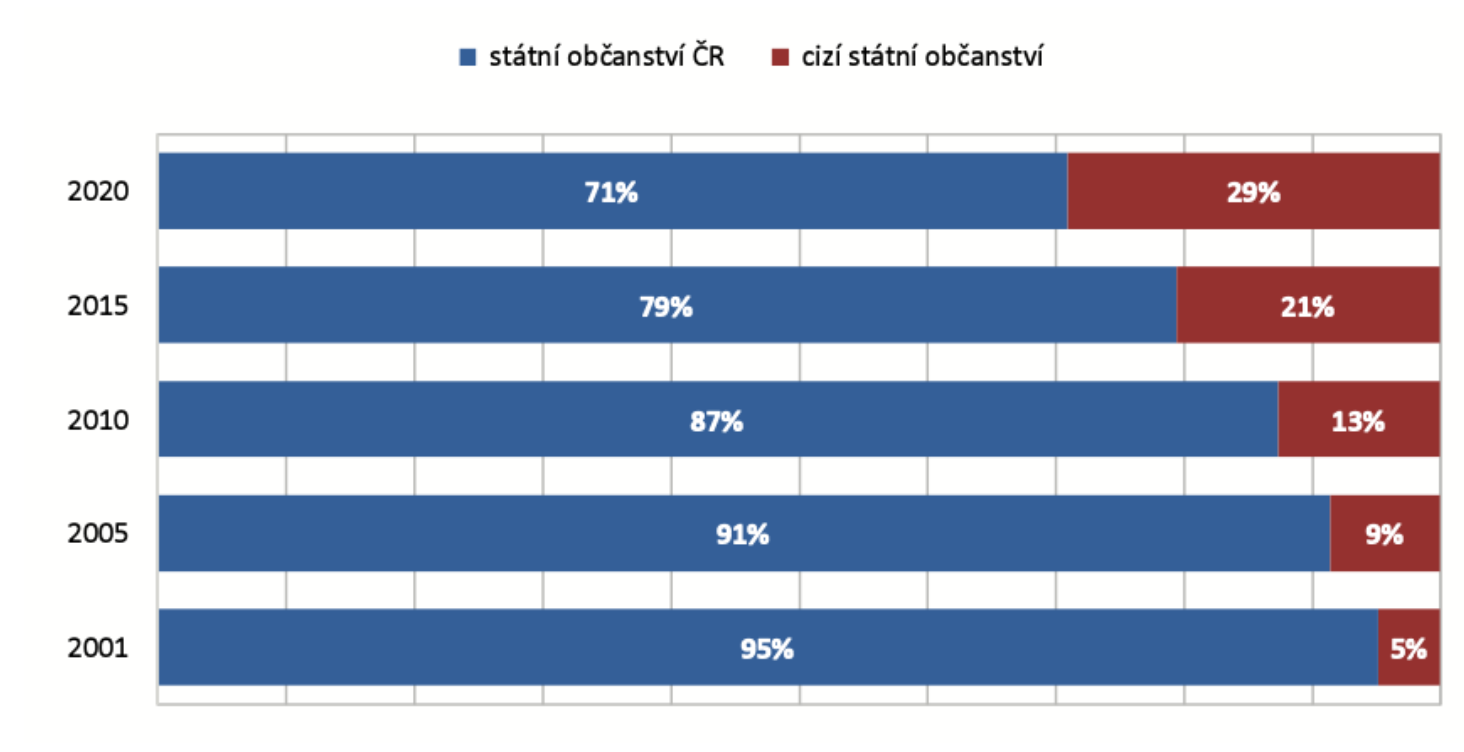 státní občanství ČR cizí státní občanství
2020 71% 29%
2015 79% 21%
2010 87% 13%
2005 91% 9%
2001 95% 5%